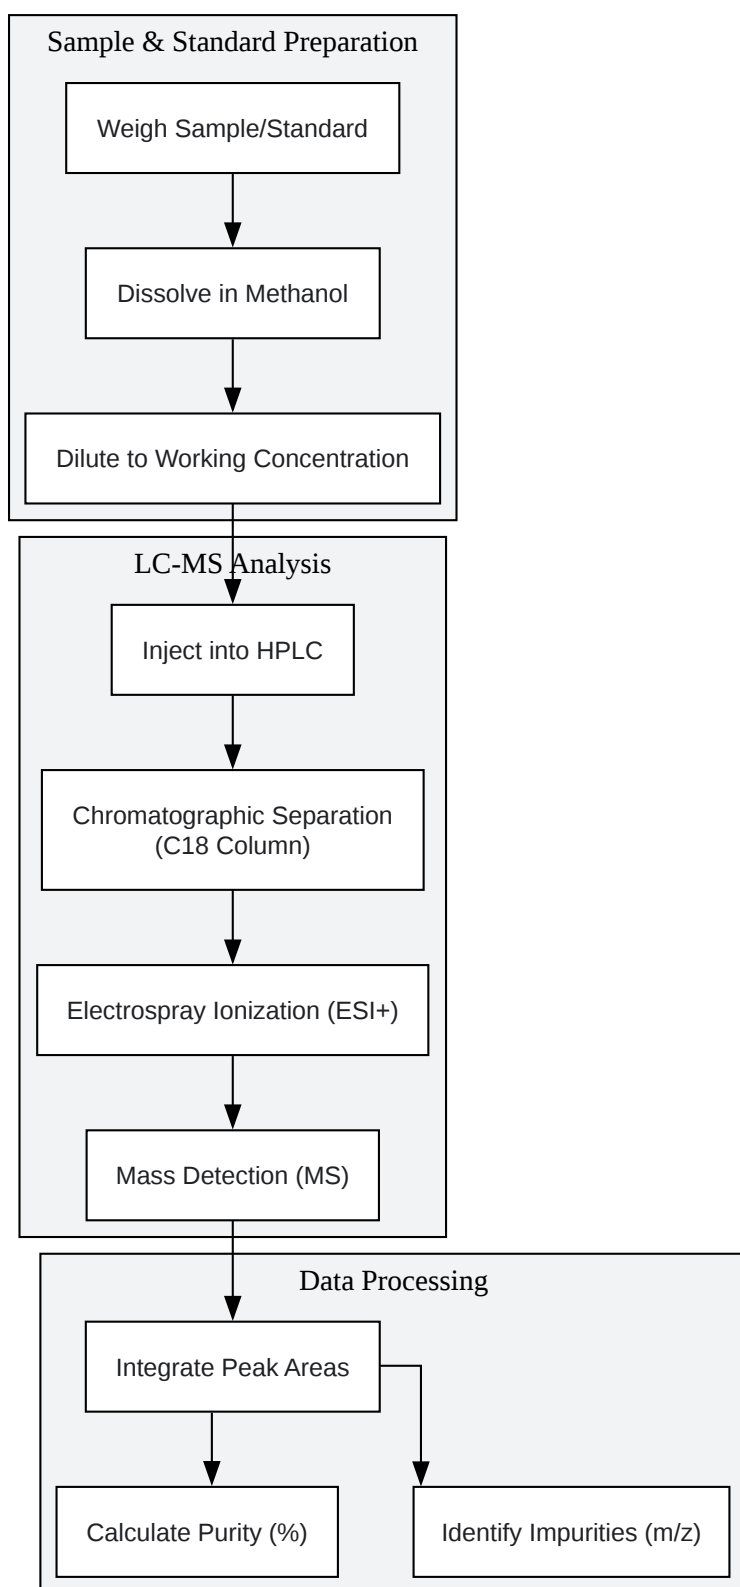 Sample & Standard Preparation
Weigh Sample/Standard
Dissolve in Methanol
Dilute to Working Concentration
LC-MS Analysis
Inject into HPLC
Chromatographic Separation
(C18 Column)
Electrospray Ionization (ESI+)
Mass Detection (MS)
Data Processing
Integrate Peak Areas
Calculate Purity (%)
Identify Impurities (m/z)